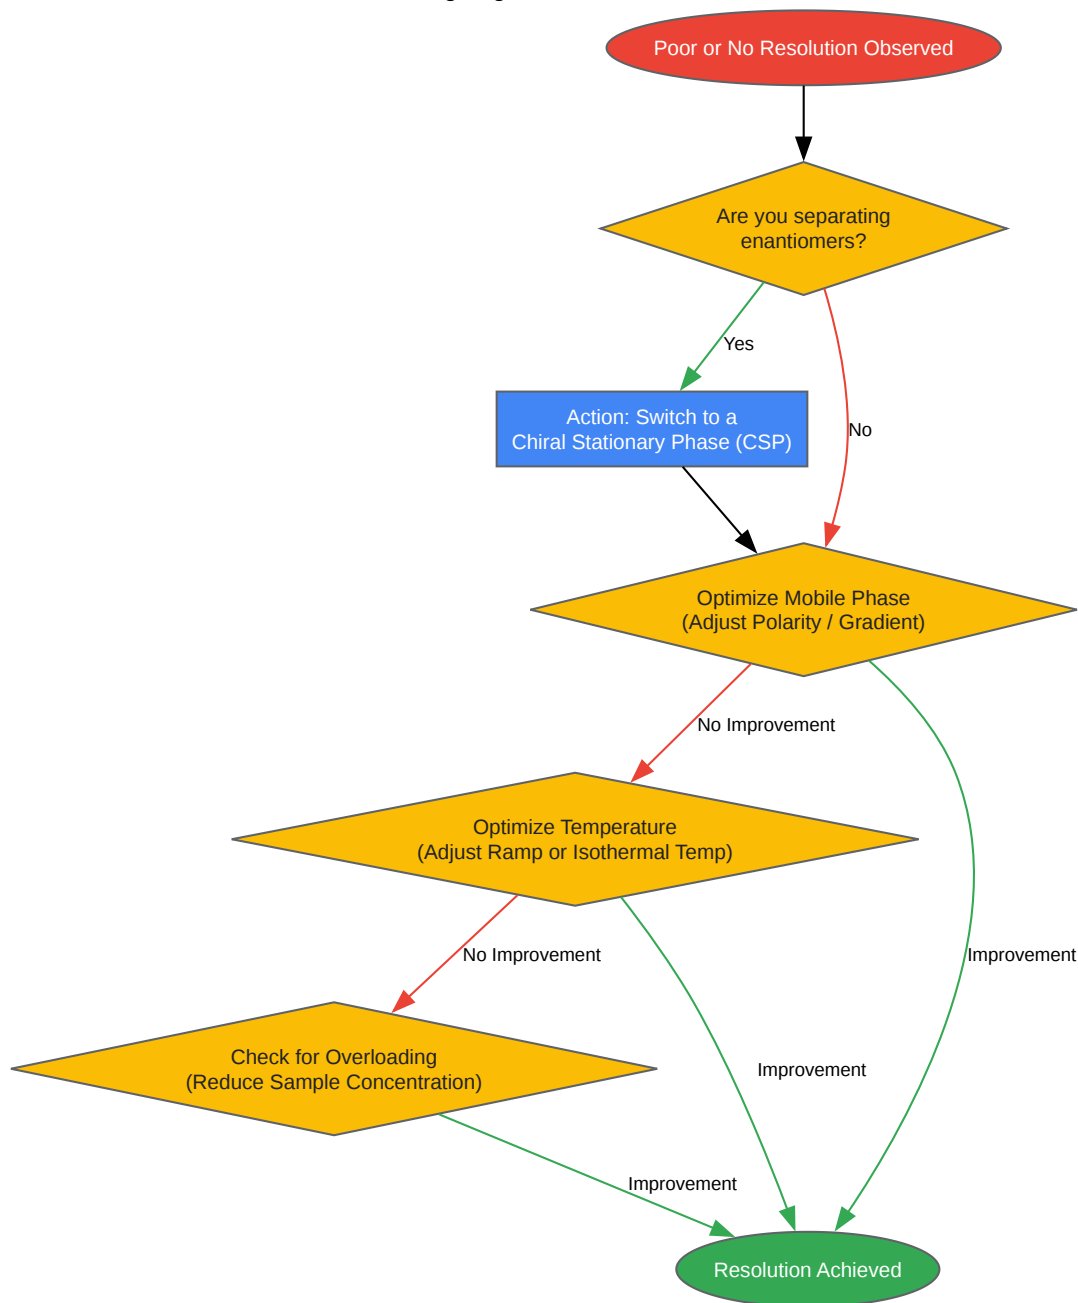 Poor or No Resolution Observed
Are you separating
enantiomers?
Yes
No
Action: Switch to a
Chiral Stationary Phase (CSP)
Optimize Mobile Phase
(Adjust Polarity / Gradient)
No Improvement
Optimize Temperature
(Adjust Ramp or Isothermal Temp)
No Improvement
Improvement
Check for Overloading
(Reduce Sample Concentration)
Improvement
Improvement
Resolution Achieved